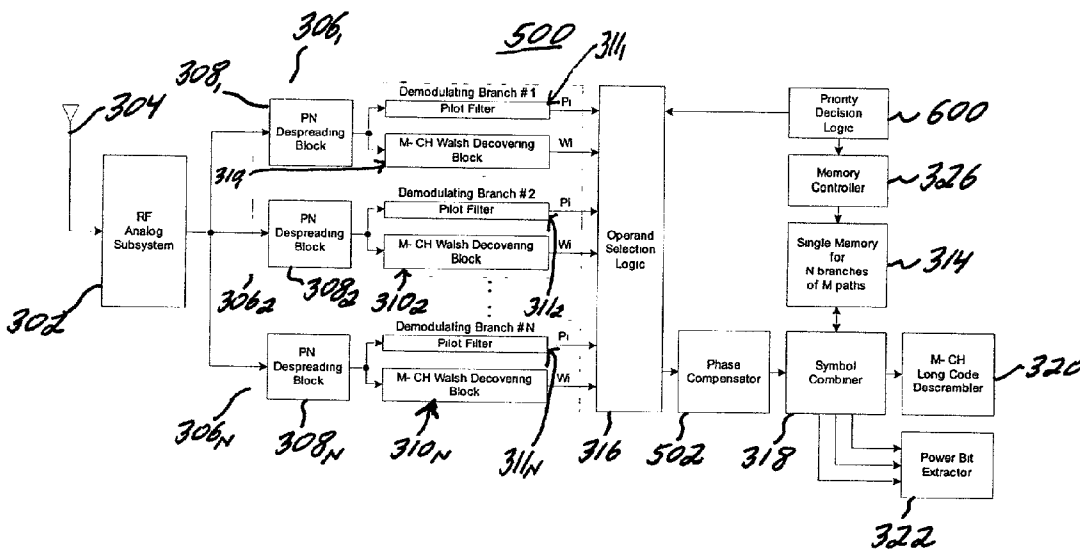 500
306₁
311₁
308₁
304
Demodulating Branch #1
Pilot Filter
Pi
PN
Despreading
Block
M- CH Walsh Decovering
Block
Wi
319
Priority
Decision
Logic
600
Memory
Controller
326
RF
Analog
Subsystem
302
Demodulating Branch #2
Pilot Filter
Pi
PN
Despreading
Block
M- CH Walsh Decovering
Block
Wi
306₂
308₂
310₂
311₂
Operand
Selection
Logic
Single Memory
for
N branches
of M paths
314
Demodulating Branch #N
Pilot Filter
Pi
PN
Despreading
Block
M- CH Walsh Decovering
Block
Wi
306N
308N
310N
311N
316
Phase
Compensator
502
Symbol
Combiner
318
M- CH
Long Code
Descrambler
320
Power Bit
Extractor
322